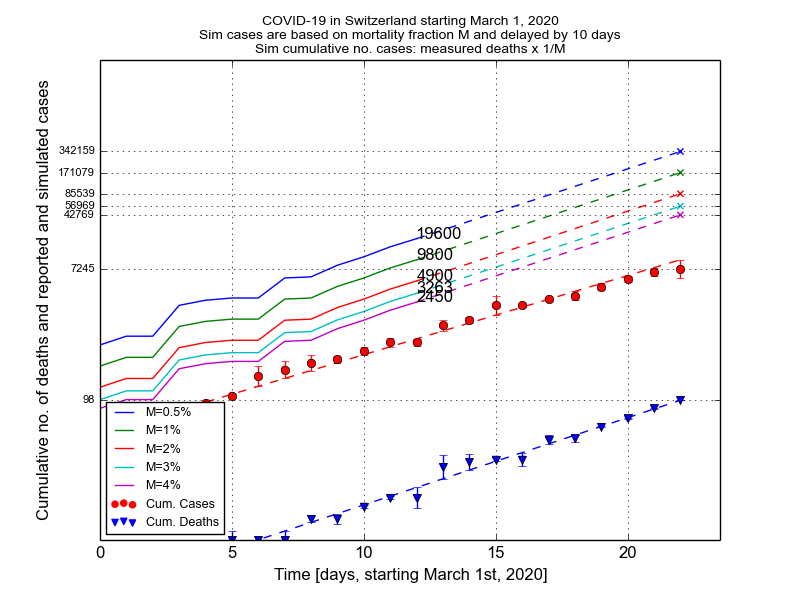 COVID-19 in Switzerland starting March 1, 2020
Sim cases are based on mortality fraction M and delayed by 10 days
Sim cumulative no. cases: measured deaths x 1/M
Cumulative no. of deaths and reported and simulated cases
342159
171079
85539
56969
42769
7245
98
19600
9800
4900
3263
2450
M=0.5%
M=1%
M=2%
M=3%
M=4%
Cum. Cases
Cum. Deaths
0 5 10 15 20
Time [days, starting March 1st, 2020]